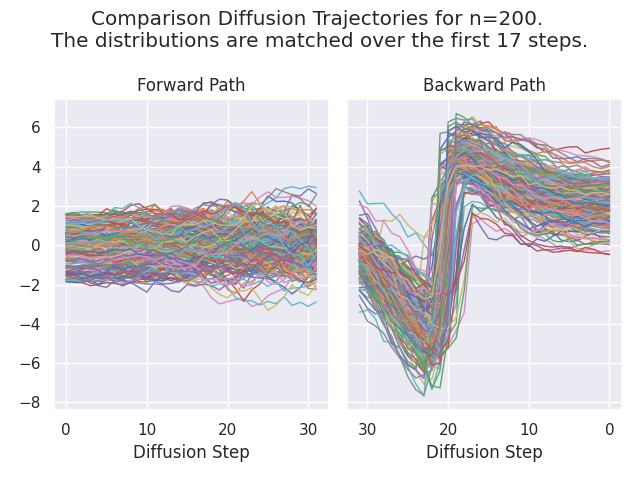 Comparison Diffusion Trajectories for n=200.
The distributions are matched over the first 17 steps.
Forward Path
Backward Path
6
4
2
0
−2
−4
−6
−8
0 10 20 30
30 20 10 0
Diffusion Step
Diffusion Step